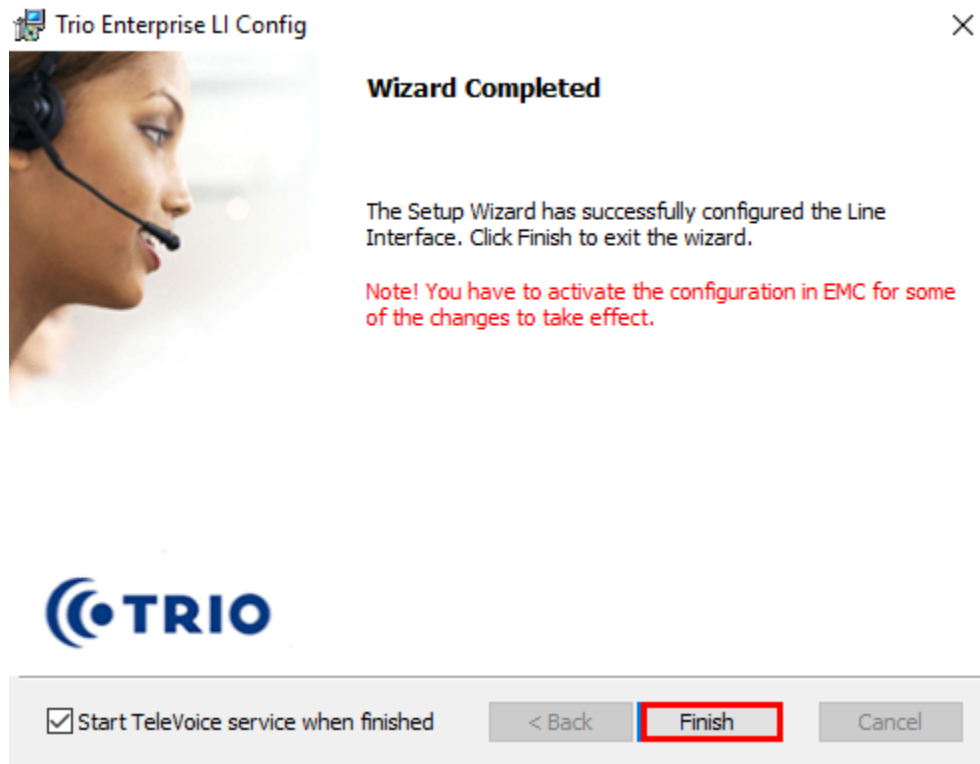 Trio Enterprise LI Config
Wizard Completed
The Setup Wizard has successfully configured the Line
Interface. Click Finish to exit the wizard.
Note! You have to activate the configuration in EMC for some
of the changes to take effect.
TRIO
Start TeleVoice service when finished
< Back
Finish
Cancel